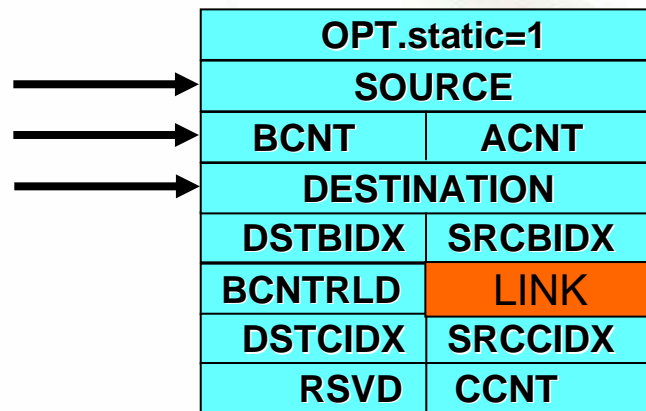 OPT.static=1
SOURCE
BCNT ACNT
DESTINATION
DSTBIDX SRCBIDX
BCNTRLD LINK
DSTCIDX SRCCIDX
RSVD CCNT